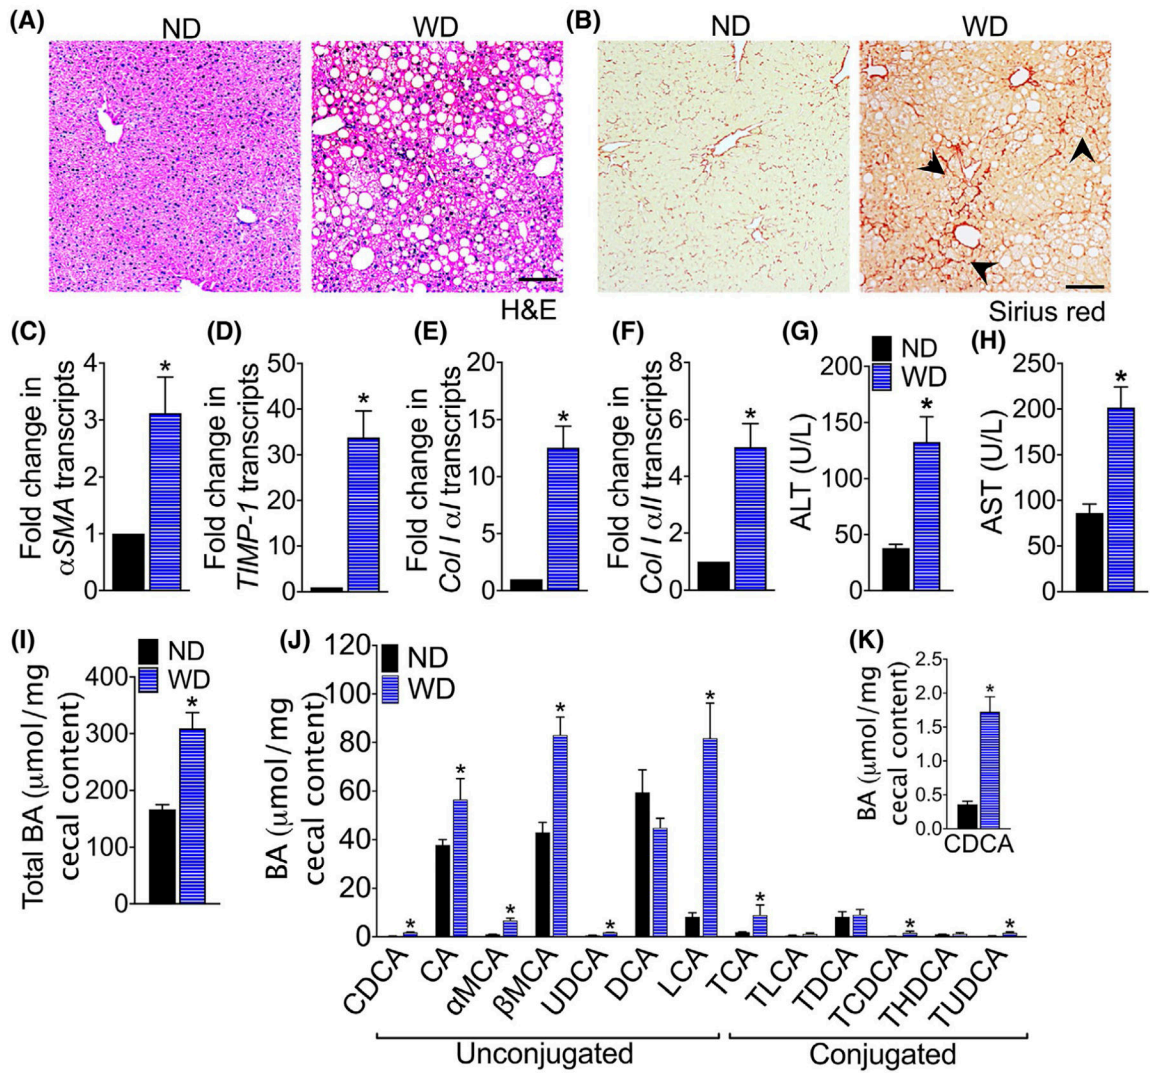 (A)
ND
WD
H&E
(B)
ND
WD
Sirius red
(C)
Fold change in
αSMA transcripts
4
3
2
1
0
*
(D)
Fold change in
TIMP-1 transcripts
50
40
30
20
10
0
*
(E)
Fold change in
Col I αI transcripts
20
15
10
5
0
*
(F)
Fold change in
Col I αII transcripts
8
6
4
2
0
*
(G)
ND
WD
ALT (U/L)
200
150
100
50
0
*
(H)
AST (U/L)
250
200
150
100
50
0
*
(I)
ND
WD
Total BA (μmol/mg
cecal content)
400
300
200
100
0
*
(J)
ND
WD
BA (μmol/mg
cecal content)
120
100
80
60
40
20
0
* * * * * * * * *
CDCA
CA
αMCA
βMCA
UDCA
DCA
LCA
TCA
TLCA
TDCA
TCDCA
THDCA
TUDCA
Unconjugated
Conjugated
(K)
BA (μmol/mg
cecal content)
2.5
2.0
1.5
1.0
0.5
0.0
*
CDCA